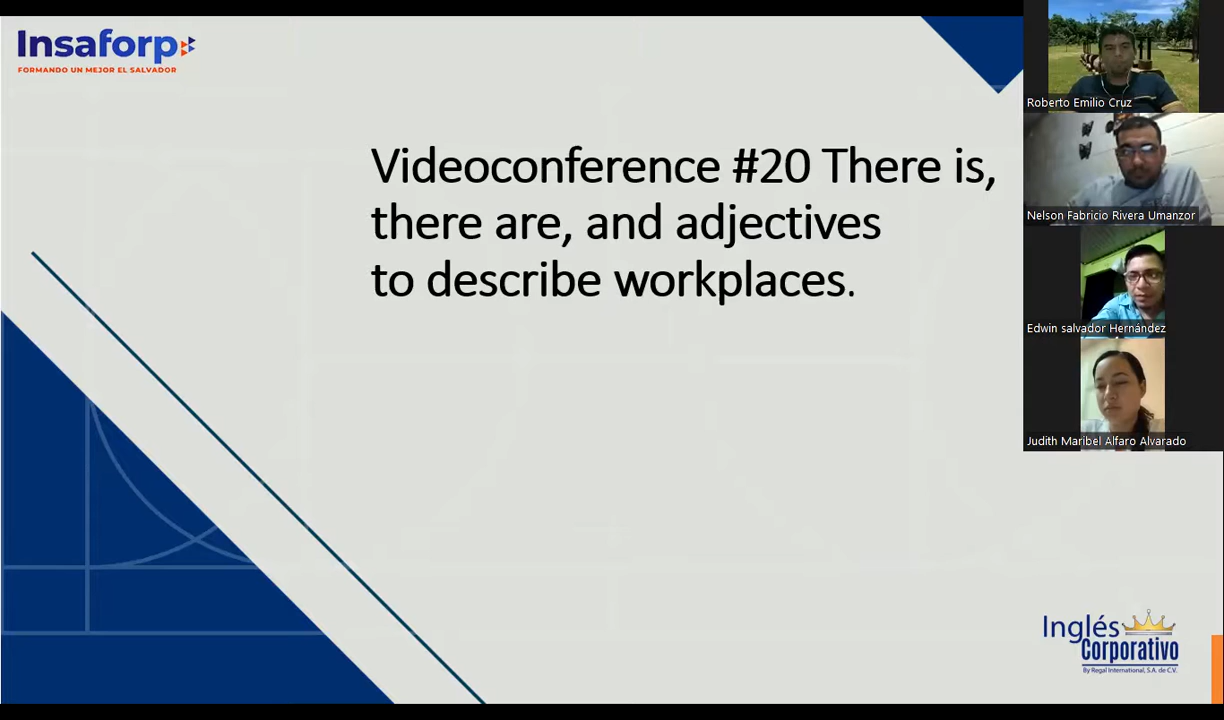 Insaforp
FORMANDO UN MEJOR EL SALVADOR
Videoconference #20 There is,
there are, and adjectives
to describe workplaces.
Roberto Emilio Cruz
Nelson Fabricio Rivera Umanzor
Edwin salvador Hernández
Judith Maribel Alfaro Alvarado
Inglés
Corporativo
By Regal International, S.A. de C.V.